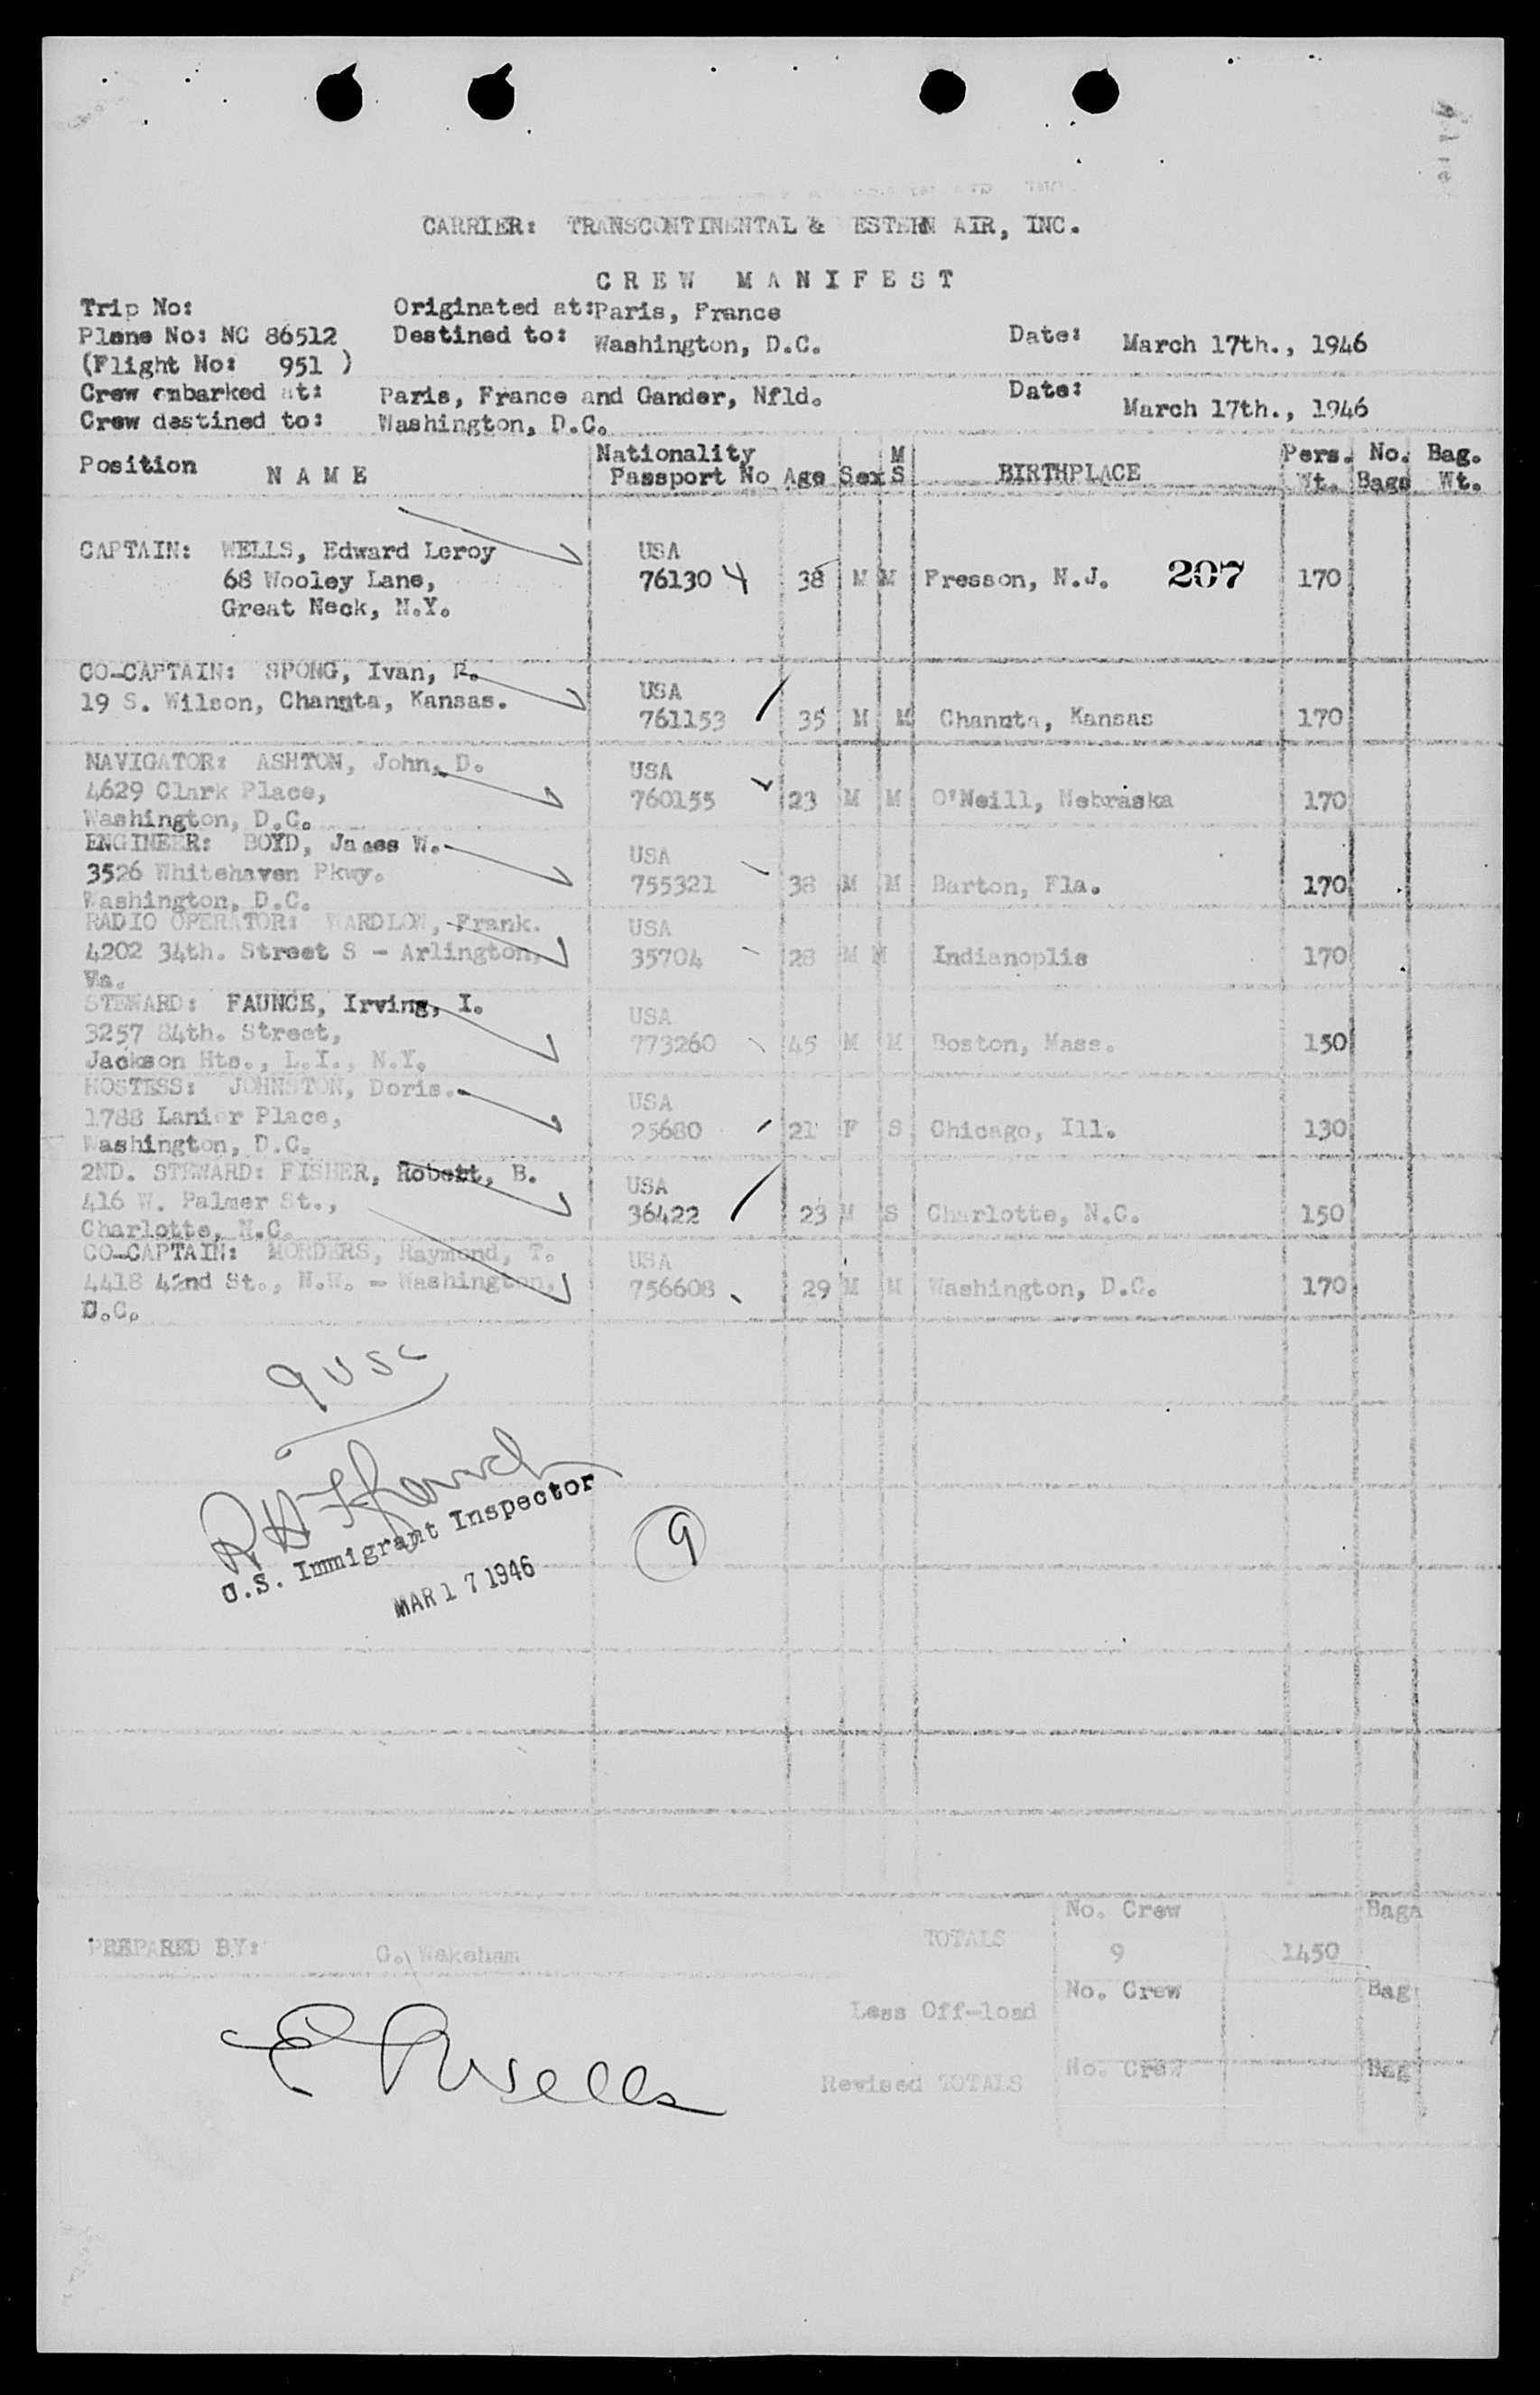 CARRIER: TRANSCONTINENTAL & ESTERN AIR, INC.
CREW MANIFEST
Trip No: Originated at: Paris, France
Plane No: NC 86512 Destined to: Washington, D.C. Date: March 17th., 1946
(Flight No: 951 )
Crew embarked at: Paris, France and Gander, Nfld. Date: March 17th., 1946
Crew destined to: Washington, D.C.
Position NAME Nationality Passport No Age Sex M S BIRTHPLACE Pers. Wt. No. Bags Bag. Wt.
CAPTAIN: WELLS, Edward Leroy USA
68 Wooley Lane, 76130 4 38 M M Fresson, N.J. 207 170
Great Neck, N.Y.
CO-CAPTAIN: SPONG, Ivan, R. USA
19 S. Wilson, Chanuta, Kansas. 761153 35 M M Chanuta, Kansas 170
NAVIGATOR: ASHTON, John, D. USA
4629 Clark Place, 760155 23 M M O'Neill, Nebraska 170
Washington, D.C.
ENGINEER: BOYD, James W. USA
3526 Whitehaven Pkwy. 755321 38 M M Barton, Fla. 170
Washington, D.C.
RADIO OPERATOR: WARDLOW, Frank. USA
4202 34th. Street S - Arlington, 35704 28 M M Indianoplis 170
Va.
STEWARD: FAUNCE, Irving, I. USA
3257 84th. Street, 773260 45 M M Boston, Mass. 150
Jackson Hts., L.I., N.Y.
HOSTESS: JOHNSTON, Doris. USA
1788 Lanier Place, 25680 21 F S Chicago, Ill. 130
Washington, D.C.
2ND. STEWARD: FISHER, Robert, B. USA
416 W. Palmer St., 36422 23 M S Charlotte, N.C. 150
Charlotte, N.C.
CO-CAPTAIN: MORDERS, Raymond, T. USA
4418 42nd St., N.W. - Washington, 756608 29 M M Washington, D.C. 170
D.C.
9 USC
U.S. Immigrant Inspector
MAR 17 1946
9
No. Crew Bags
PREPARED BY: G. Wakeham TOTALS 9 1450
No. Crew Bag
Less Off-load
No. Crew Bag
Revised TOTALS
E Wells